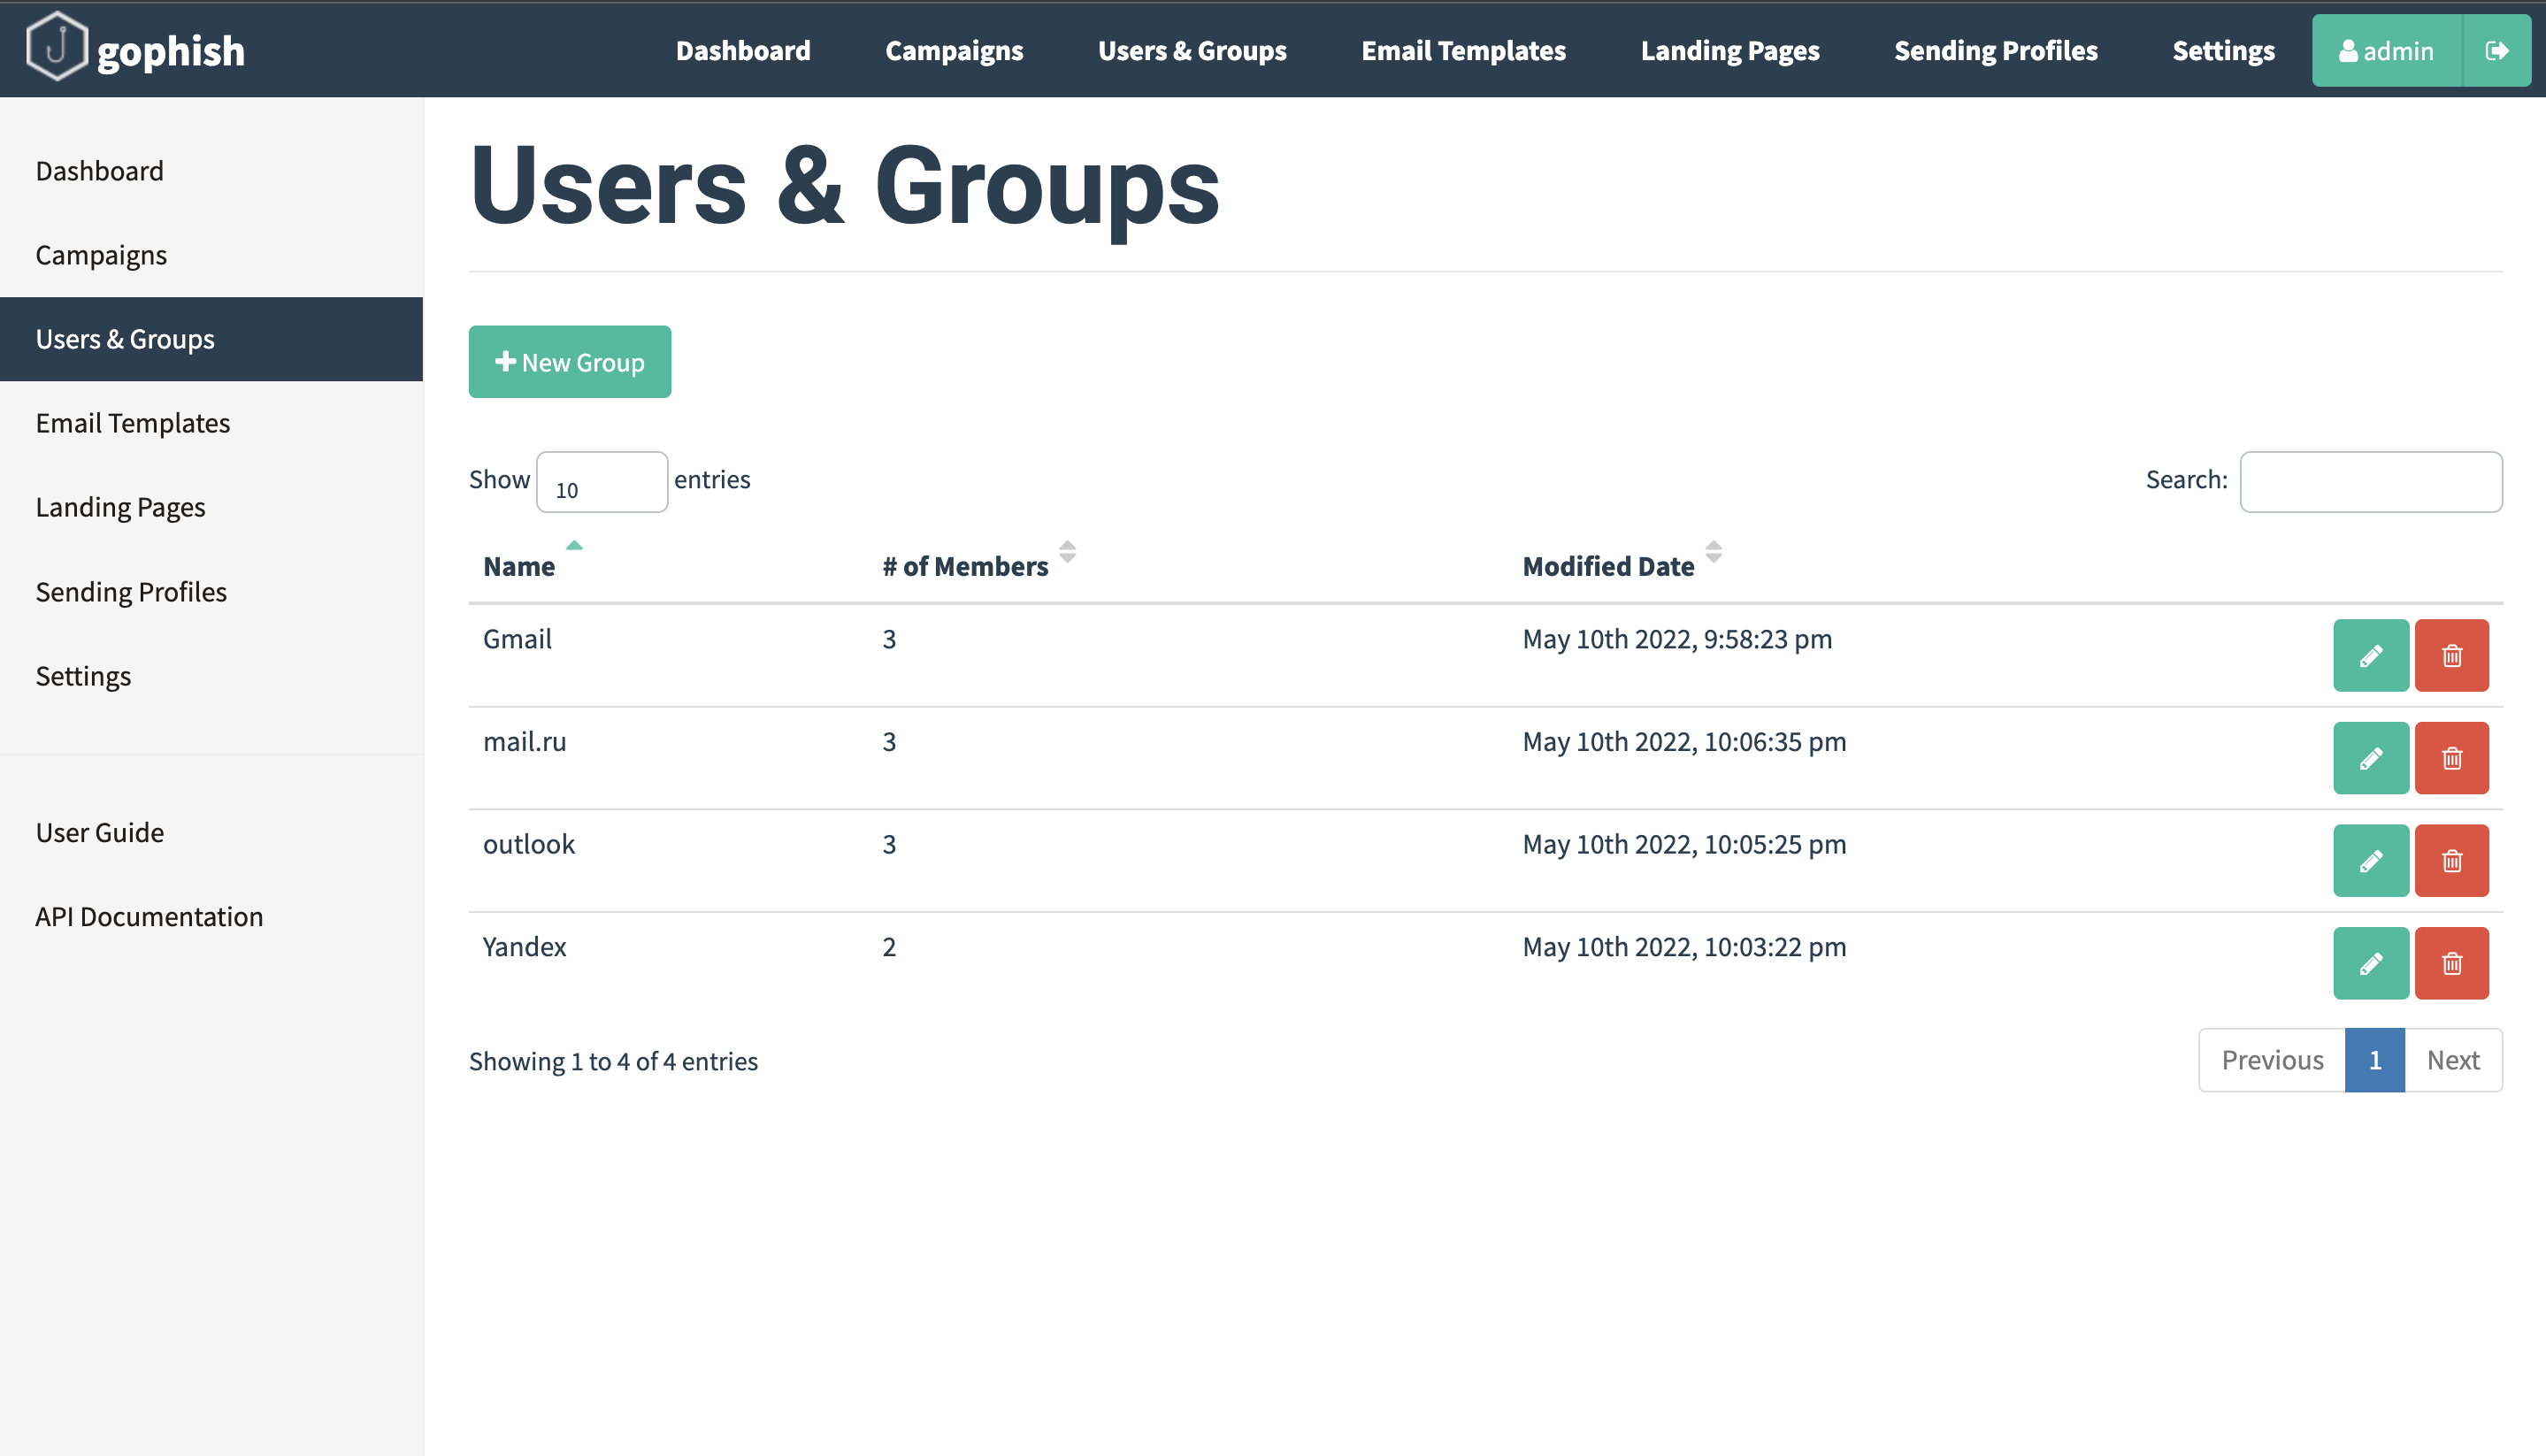 gophish
Dashboard Campaigns Users & Groups Email Templates Landing Pages Sending Profiles Settings admin
Dashboard
Campaigns
Users & Groups
Email Templates
Landing Pages
Sending Profiles
Settings
User Guide
API Documentation
Users & Groups
New Group
Show 10 entries
Search:
Name # of Members Modified Date
Gmail 3 May 10th 2022, 9:58:23 pm
mail.ru 3 May 10th 2022, 10:06:35 pm
outlook 3 May 10th 2022, 10:05:25 pm
Yandex 2 May 10th 2022, 10:03:22 pm
Showing 1 to 4 of 4 entries
Previous 1 Next